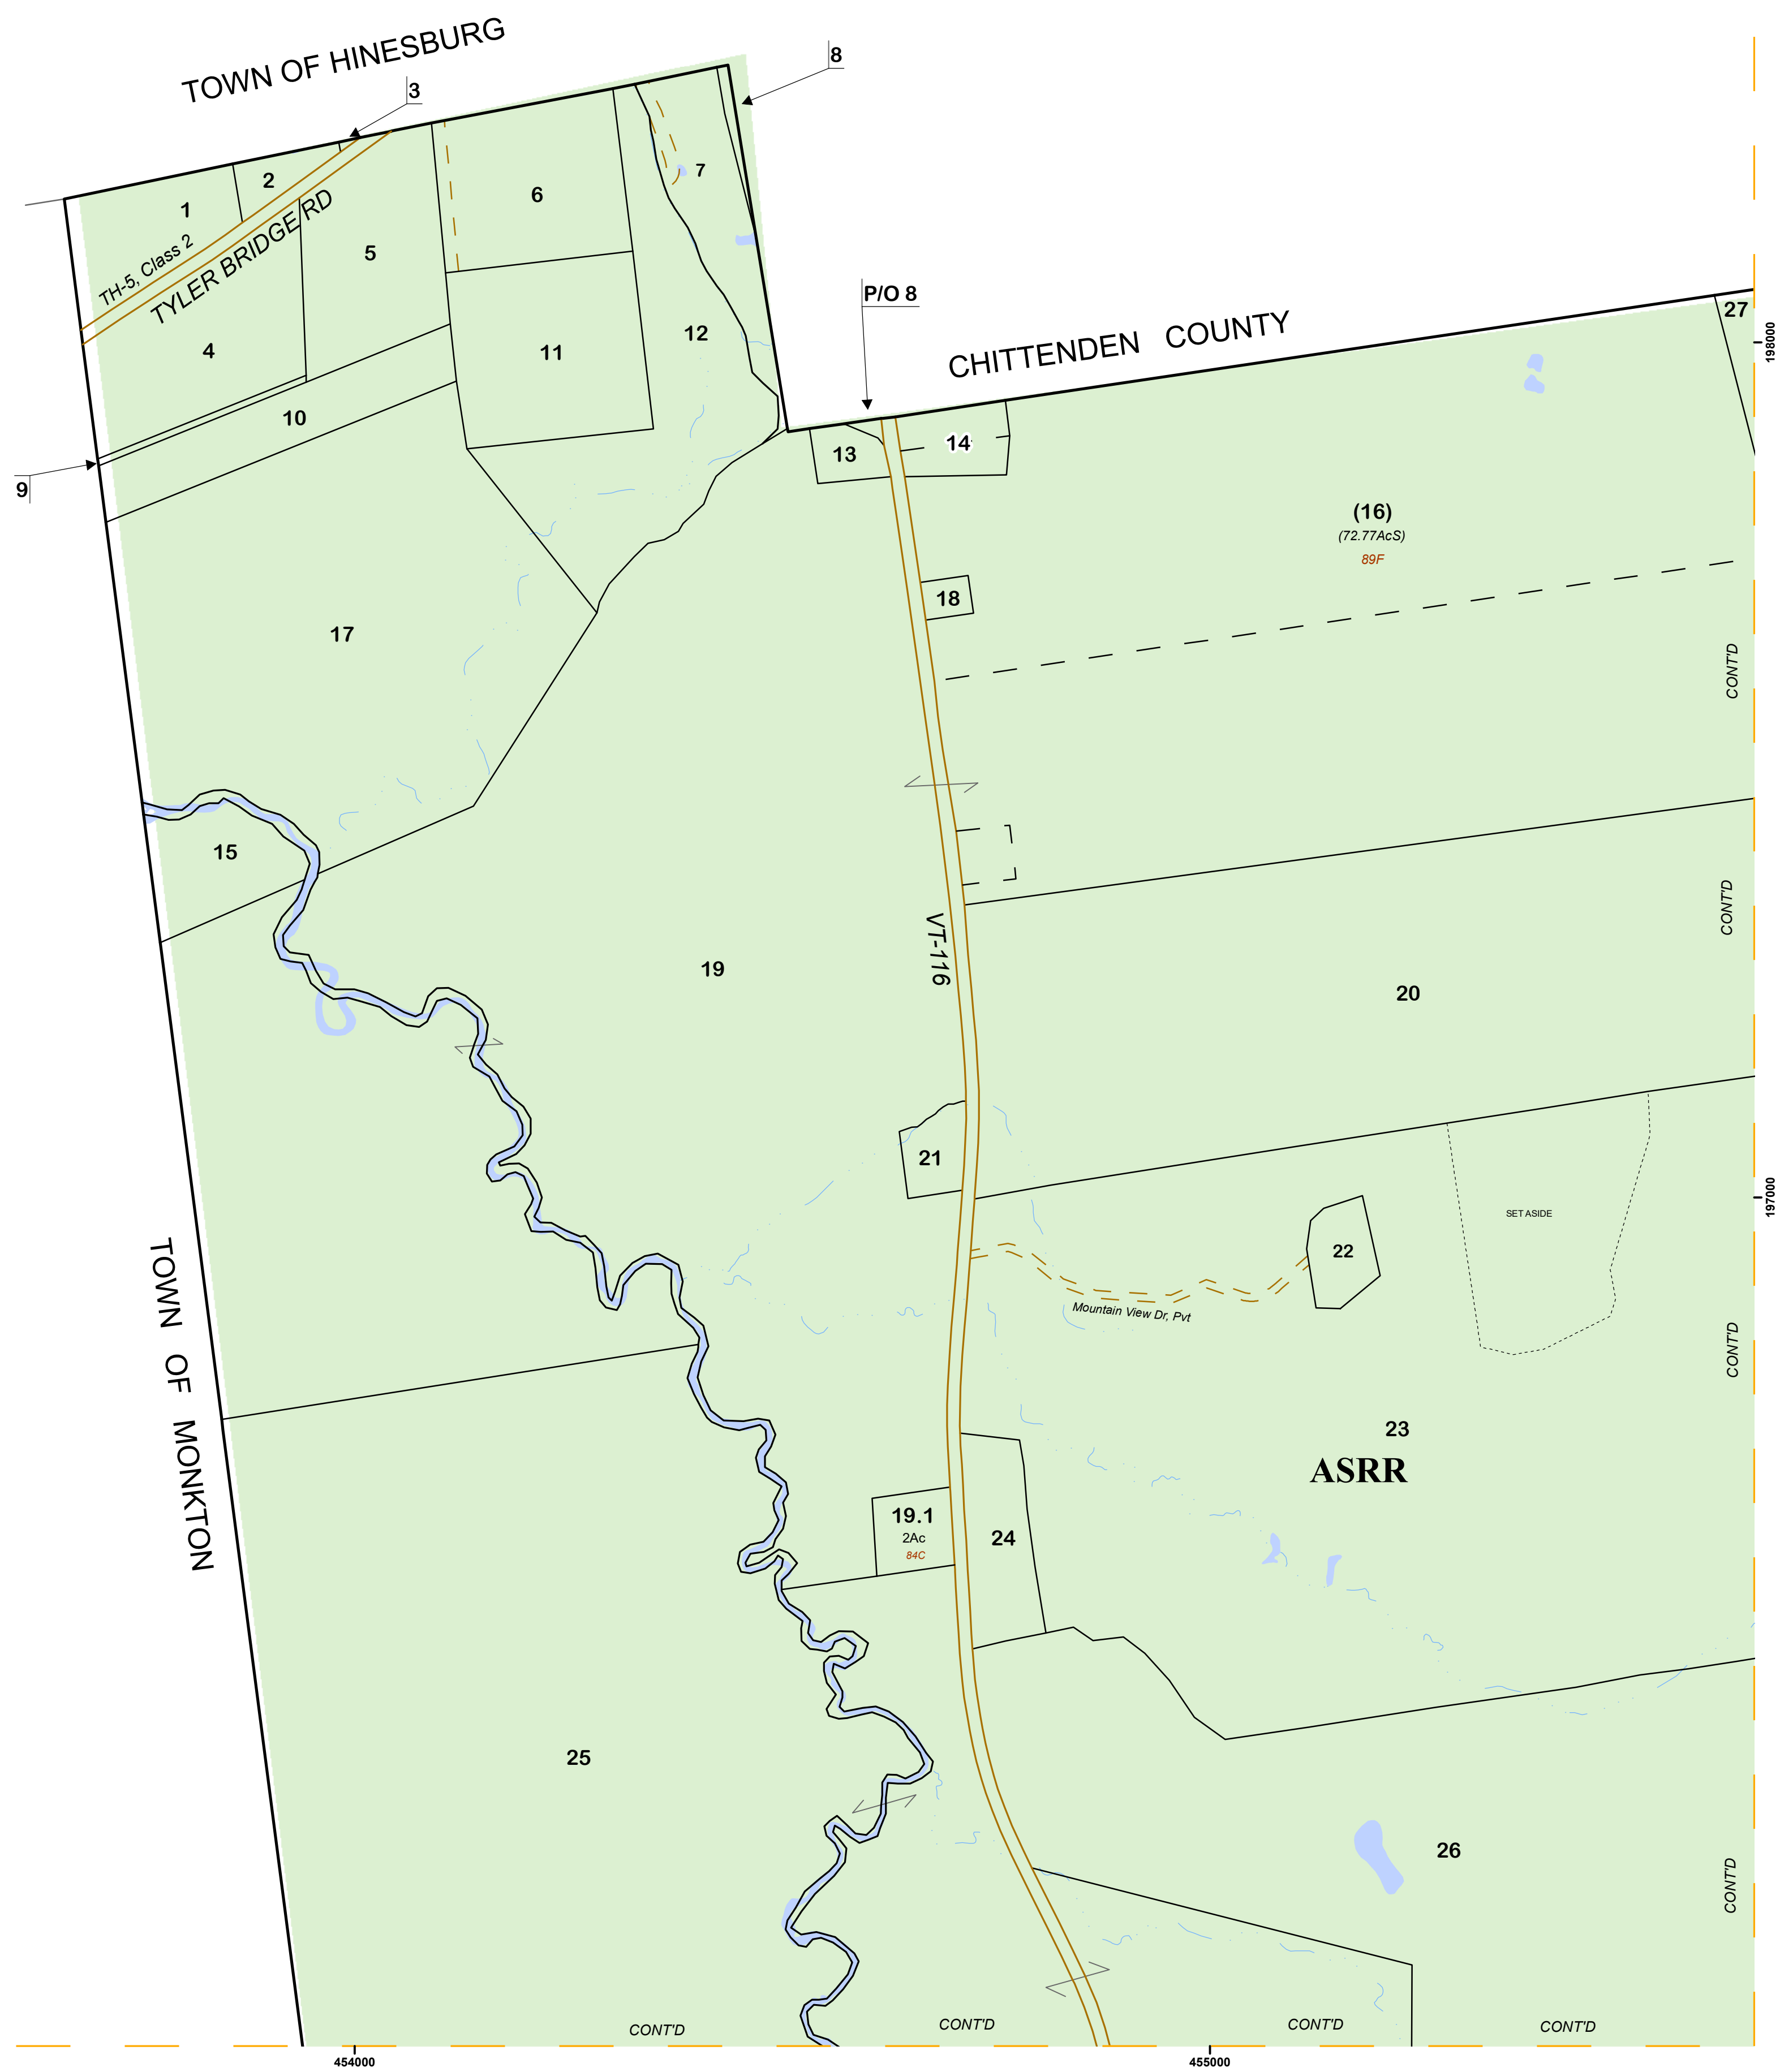 TOWN OF HINESBURG
8
3
7
2
6
1
TH-5, Class 2
TYLER BRIDGE RD
5
P/O 8
27
CHITTENDEN COUNTY
12
198000
4
11
10
14
13
9
(16)
(72.77AcS)
89F
18
17
CONT'D
15
CONT'D
VT-116
19
20
21
197000
SET ASIDE
22
Mountain View Dr, Pvt
TOWN OF MONKTON
CONT'D
23
ASRR
19.1
2Ac
84C
24
25
26
CONT'D
CONT'D
CONT'D
CONT'D
CONT'D
454000
455000